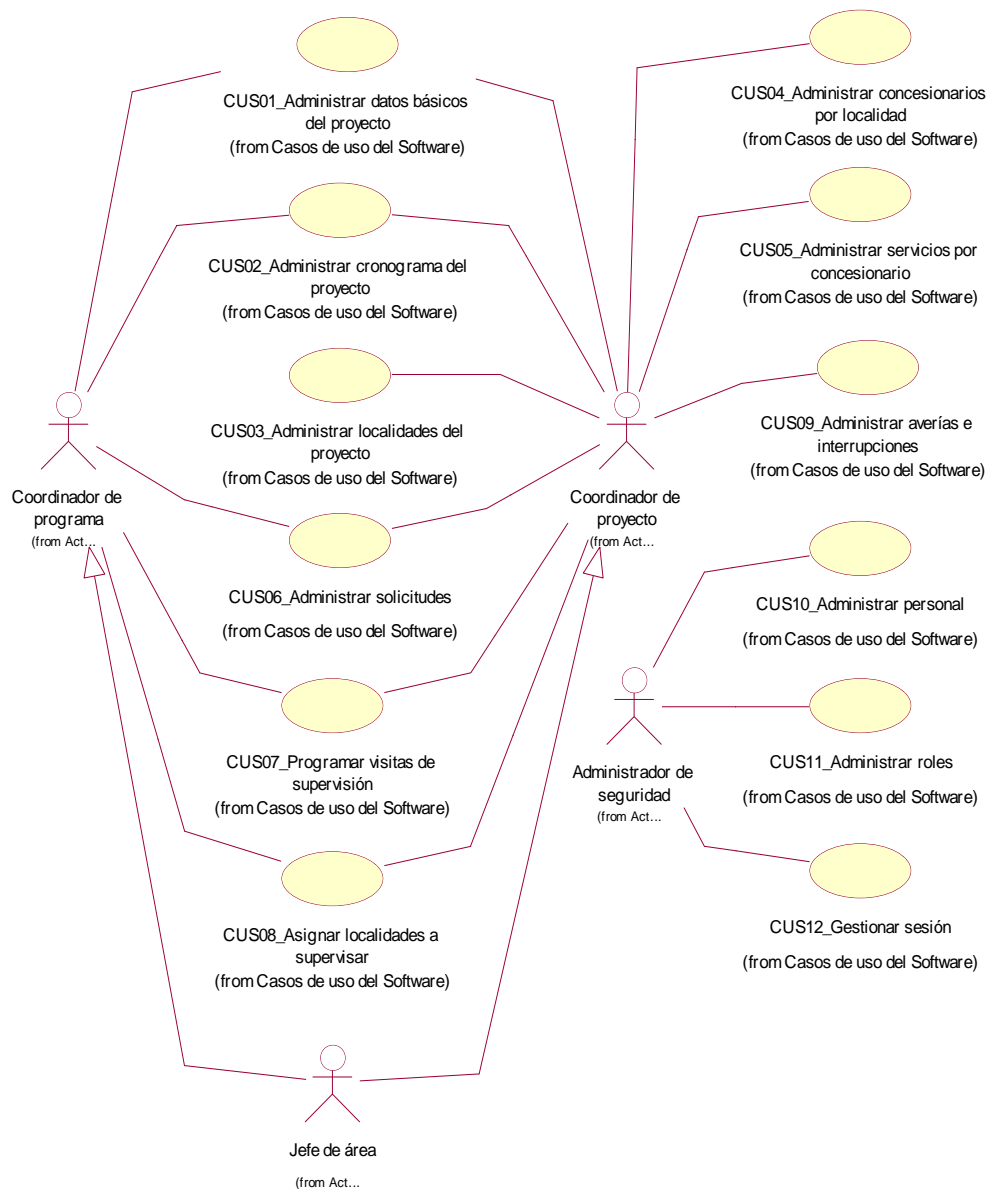 CUS01_Administrar datos básicos
del proyecto
(from Casos de uso del Software)
CUS02_Administrar cronograma del
proyecto
(from Casos de uso del Software)
CUS03_Administrar localidades del
proyecto
(from Casos de uso del Software)
Coordinador de
programa
(from Act...
CUS06_Administrar solicitudes
(from Casos de uso del Software)
CUS07_Programar visitas de
supervisión
(from Casos de uso del Software)
CUS08_Asignar localidades a
supervisar
(from Casos de uso del Software)
Jefe de área
(from Act...
Coordinador de
proyecto
(from Act...
CUS04_Administrar concesionarios
por localidad
(from Casos de uso del Software)
CUS05_Administrar servicios por
concesionario
(from Casos de uso del Software)
CUS09_Administrar averías e
interrupciones
(from Casos de uso del Software)
CUS10_Administrar personal
(from Casos de uso del Software)
Administrador de
seguridad
(from Act...
CUS11_Administrar roles
(from Casos de uso del Software)
CUS12_Gestionar sesión
(from Casos de uso del Software)